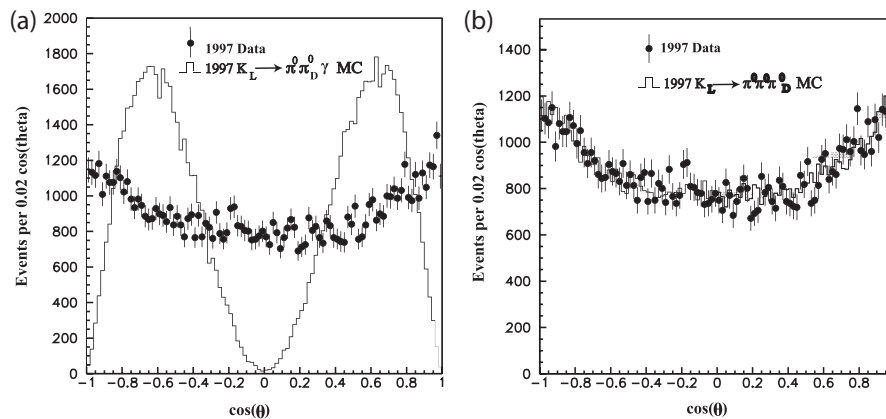 (a)
2000
1800
1600
1400
1200
1000
800
600
400
200
0
Events per 0.02 cos(theta)
1997 Data
1997 K_L → π⁰π⁰_D γ MC
-1 -0.8 -0.6 -0.4 -0.2 0 0.2 0.4 0.6 0.8 1
cos(θ)
(b)
1400
1200
1000
800
600
400
200
0
Events per 0.02 cos(theta)
1997 Data
1997 K_L → π⁰π⁰π⁰_D MC
-1 -0.8 -0.6 -0.4 -0.2 0 0.2 0.4 0.6 0.8
cos(θ)